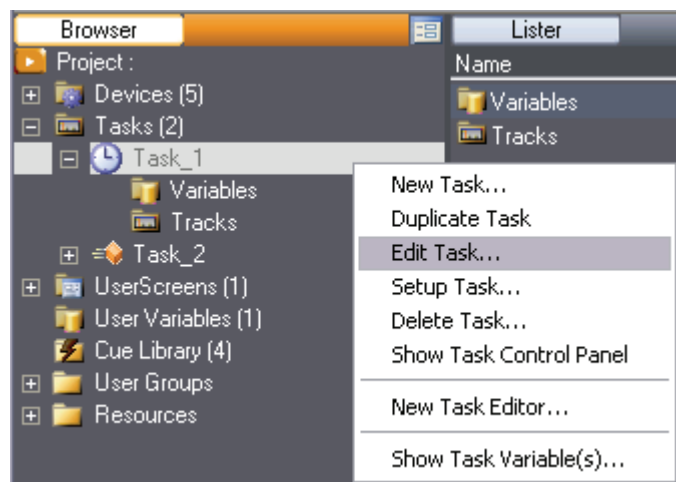 Browser
Lister
Project :
Name
Devices (5)
Variables
Tasks (2)
Tracks
Task_1
Variables
Tracks
Task_2
UserScreens (1)
User Variables (1)
Cue Library (4)
User Groups
Resources
New Task...
Duplicate Task
Edit Task...
Setup Task...
Delete Task...
Show Task Control Panel
New Task Editor...
Show Task Variable(s)...